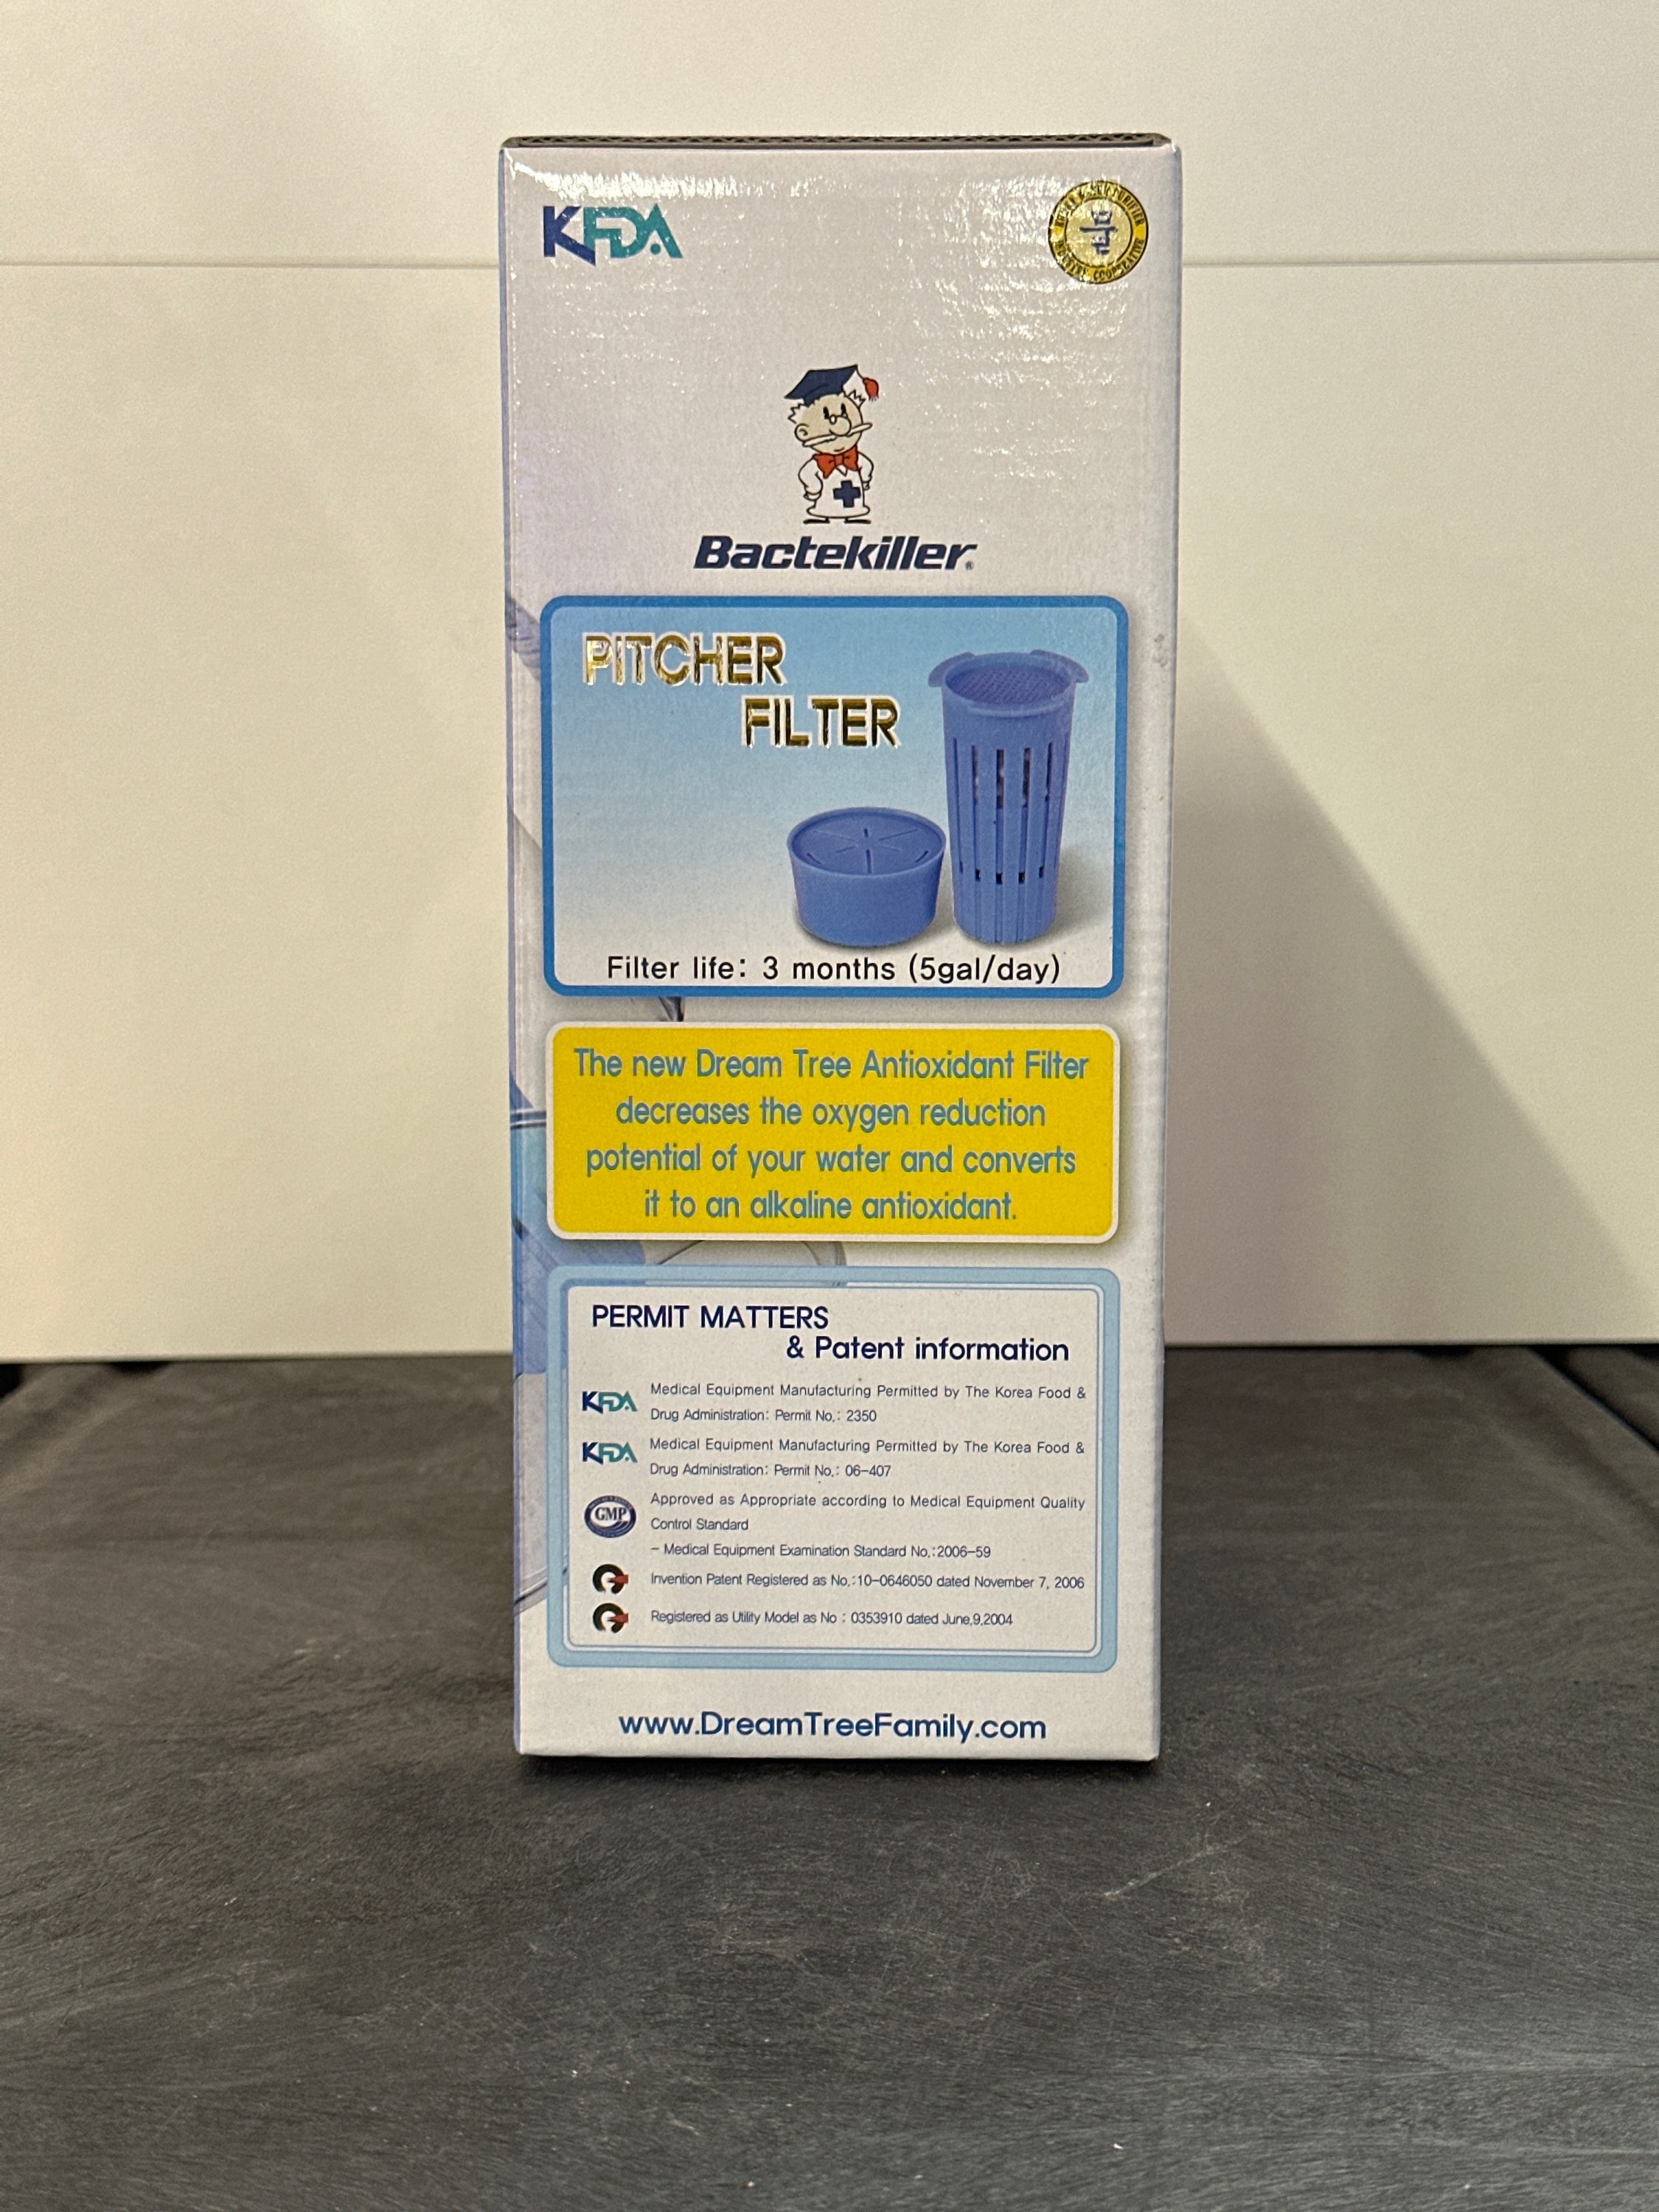 KFDA
Bactekiller®
PITCHER
FILTER
Filter life: 3 months (5gal/day)
The new Dream Tree Antioxidant Filter
decreases the oxygen reduction
potential of your water and converts
it to an alkaline antioxidant.
PERMIT MATTERS
& Patent information
KFDA
Medical Equipment Manufacturing Permitted by The Korea Food &
Drug Administration: Permit No,: 2350
KFDA
Medical Equipment Manufacturing Permitted by The Korea Food &
Drug Administration: Permit No,: 06-407
GMP
Approved as Appropriate according to Medical Equipment Quality
Control Standard
- Medical Equipment Examination Standard No,:2006-59
Invention Patent Registered as No,:10-0646050 dated November 7, 2006
Registered as Utility Model as No : 0353910 dated June,9,2004
www.DreamTreeFamily.com